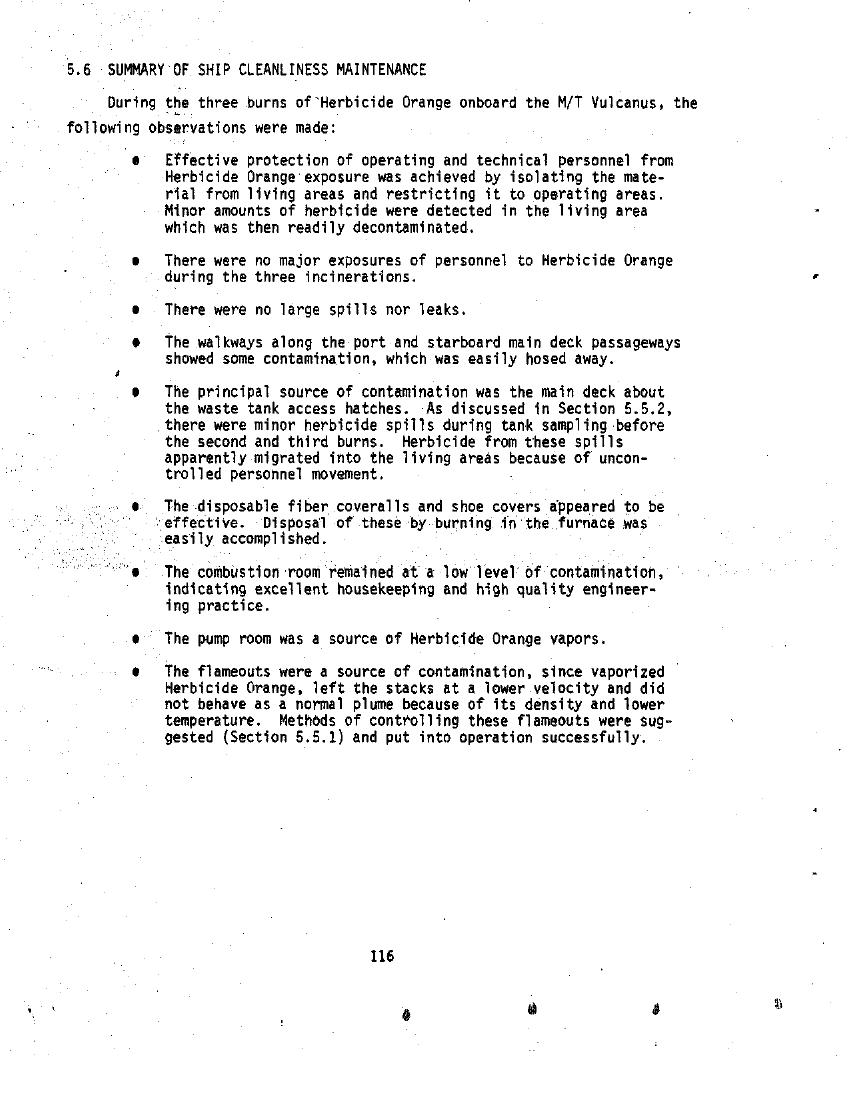 5.6 SUMMARY OF SHIP CLEANLINESS MAINTENANCE
During the three burns of Herbicide Orange onboard the M/T Vulcanus, the
following observations were made:
● Effective protection of operating and technical personnel from
Herbicide Orange exposure was achieved by isolating the mate-
rial from living areas and restricting it to operating areas.
Minor amounts of herbicide were detected in the living area
which was then readily decontaminated.
● There were no major exposures of personnel to Herbicide Orange
during the three incinerations.
● There were no large spills nor leaks.
● The walkways along the port and starboard main deck passageways
showed some contamination, which was easily hosed away.
● The principal source of contamination was the main deck about
the waste tank access hatches. As discussed in Section 5.5.2,
there were minor herbicide spills during tank sampling before
the second and third burns. Herbicide from these spills
apparently migrated into the living areas because of uncon-
trolled personnel movement.
● The disposable fiber coveralls and shoe covers appeared to be
effective. Disposal of these by burning in the furnace was
easily accomplished.
● The combustion room remained at a low level of contamination,
indicating excellent housekeeping and high quality engineer-
ing practice.
● The pump room was a source of Herbicide Orange vapors.
● The flameouts were a source of contamination, since vaporized
Herbicide Orange, left the stacks at a lower velocity and did
not behave as a normal plume because of its density and lower
temperature. Methods of controlling these flameouts were sug-
gested (Section 5.5.1) and put into operation successfully.
116